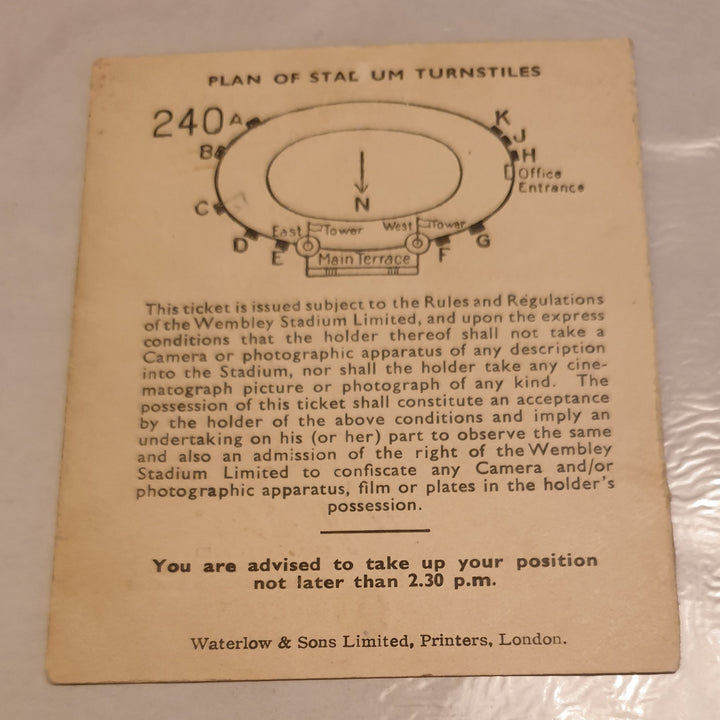 PLAN OF STAD UM TURNSTILES
240
A
B
C
D
E
F
G
H
J
K
Office
Entrance
N
East Tower
West Tower
Main Terrace
This ticket is issued subject to the Rules and Regulations
of the Wembley Stadium Limited, and upon the express
conditions that the holder thereof shall not take a
Camera or photographic apparatus of any description
into the Stadium, nor shall the holder take any cine-
matograph picture or photograph of any kind. The
possession of this ticket shall constitute an acceptance
by the holder of the above conditions and imply an
undertaking on his (or her) part to observe the same
and also an admission of the right of the Wembley
Stadium Limited to confiscate any Camera and/or
photographic apparatus, film or plates in the holder's
possession.
You are advised to take up your position
not later than 2.30 p.m.
Waterlow & Sons Limited, Printers, London.